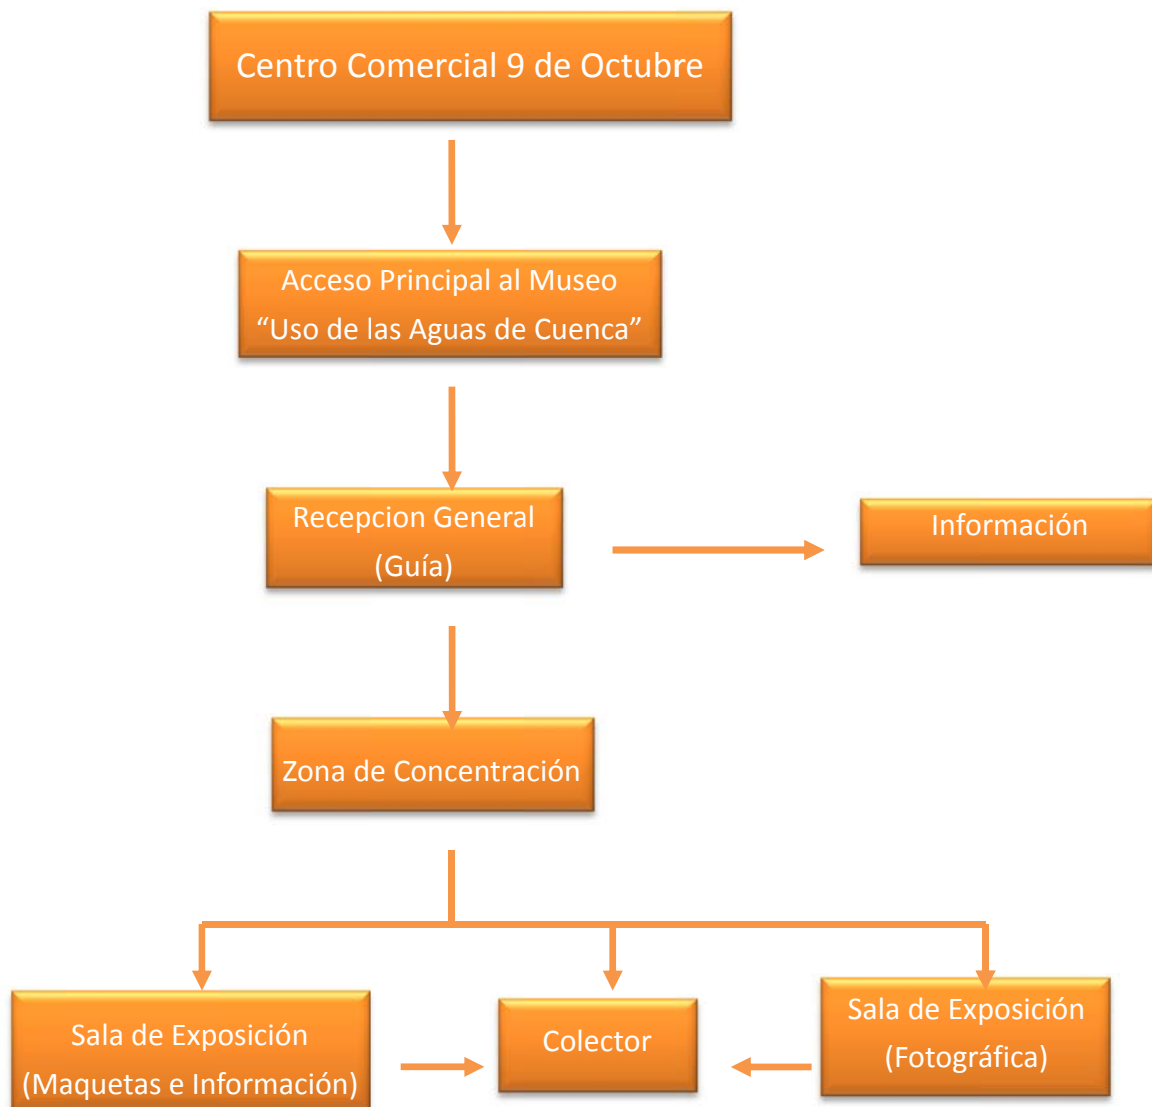 Centro Comercial 9 de Octubre
Acceso Principal al Museo
“Uso de las Aguas de Cuenca”
Recepcion General
(Guía)
Información
Zona de Concentración
Sala de Exposición
(Maquetas e Información)
Colector
Sala de Exposición
(Fotográfica)